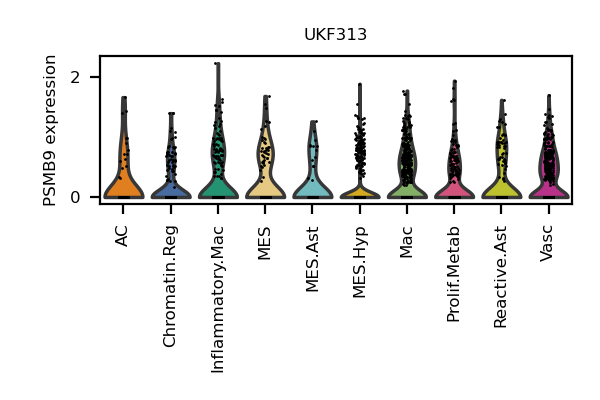 UKF313
PSMB9 expression
2
0
AC
Chromatin.Reg
Inflammatory.Mac
MES
MES.Ast
MES.Hyp
Mac
Prolif.Metab
Reactive.Ast
Vasc